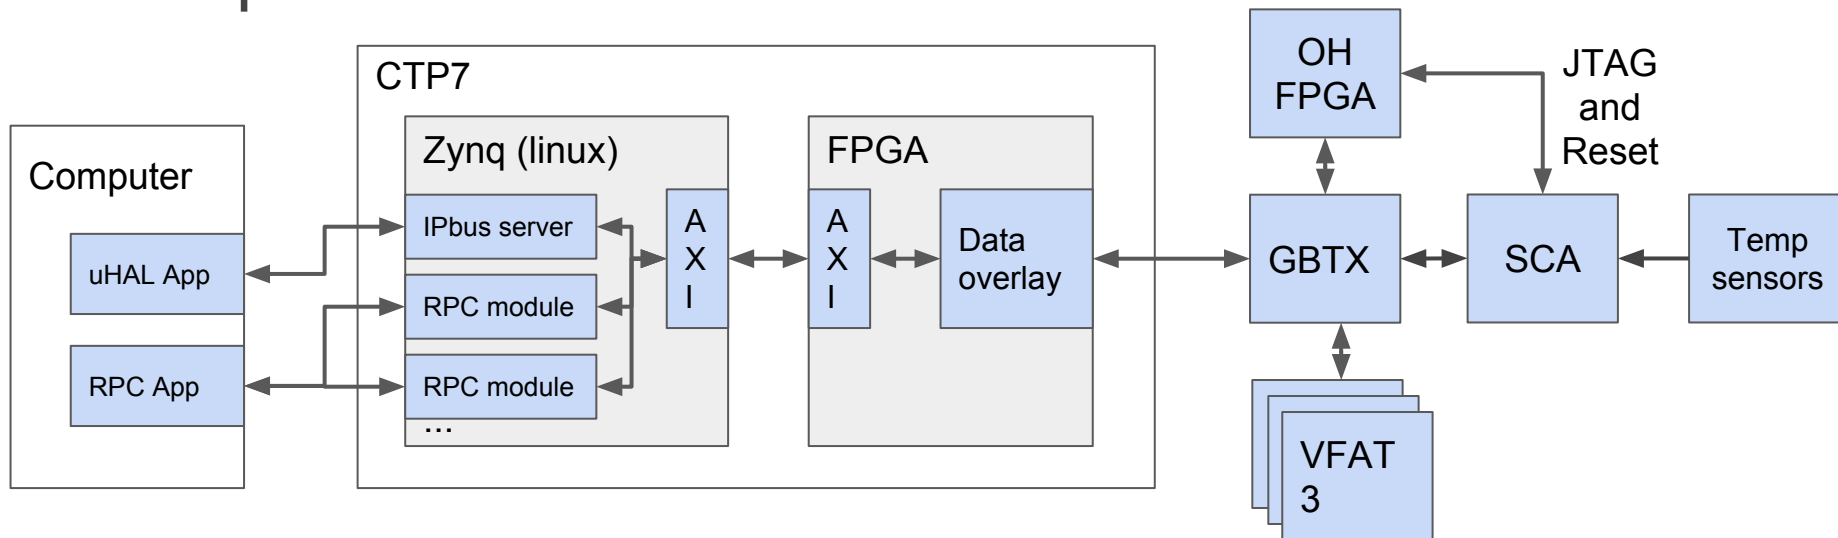 CTP7
Computer
uHAL App
RPC App
Zynq (linux)
IPbus server
RPC module
RPC module
...
A
X
I
FPGA
A
X
I
Data
overlay
OH
FPGA
JTAG
and
Reset
GBTX
SCA
Temp
sensors
VFAT
3